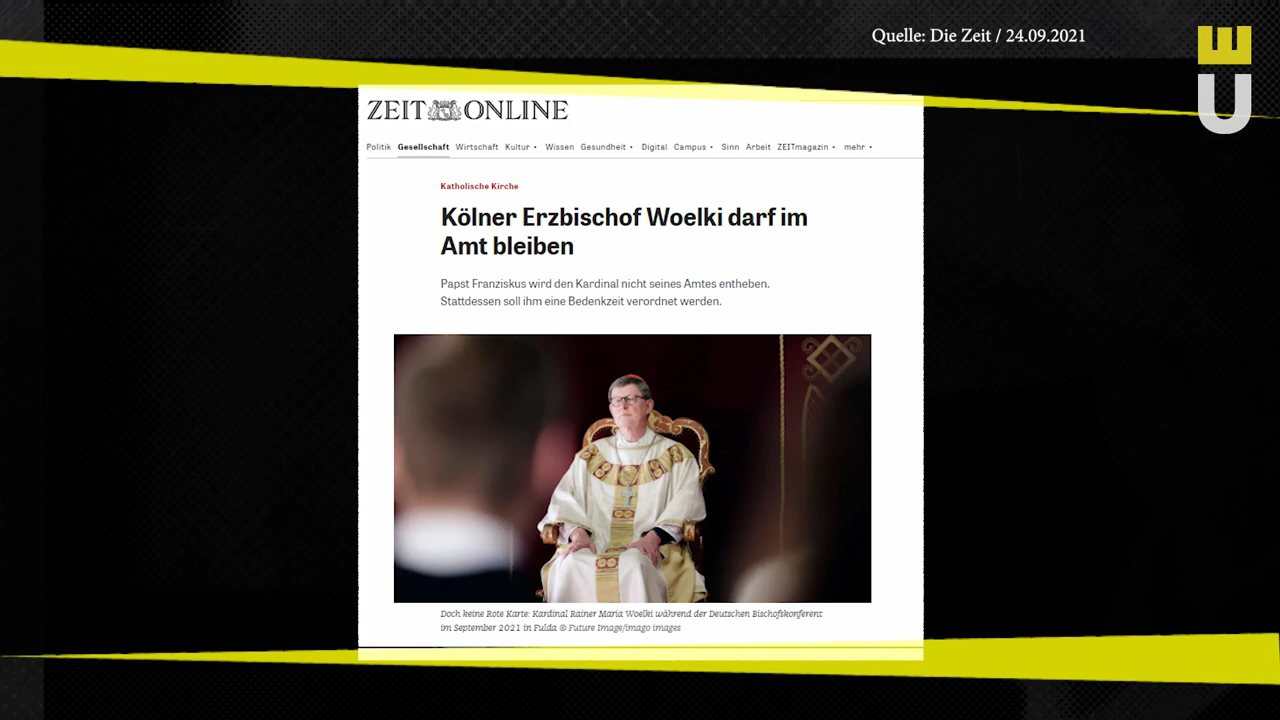 Quelle: Die Zeit / 24.09.2021
UE
ZEIT ONLINE
Politik Gesellschaft Wirtschaft Kultur Wissen Gesundheit Digital Campus Sinn Arbeit ZEITmagazin mehr
Katholische Kirche
Kölner Erzbischof Woelki darf im
Amt bleiben
Papst Franziskus wird den Kardinal nicht seines Amtes entheben.
Stattdessen soll ihm eine Bedenkzeit verordnet werden.
Doch keine Rote Karte: Kardinal Rainer Maria Woelki während der Deutschen Bischofskonferenz
im September 2021 in Fulda © Future Image/imago images